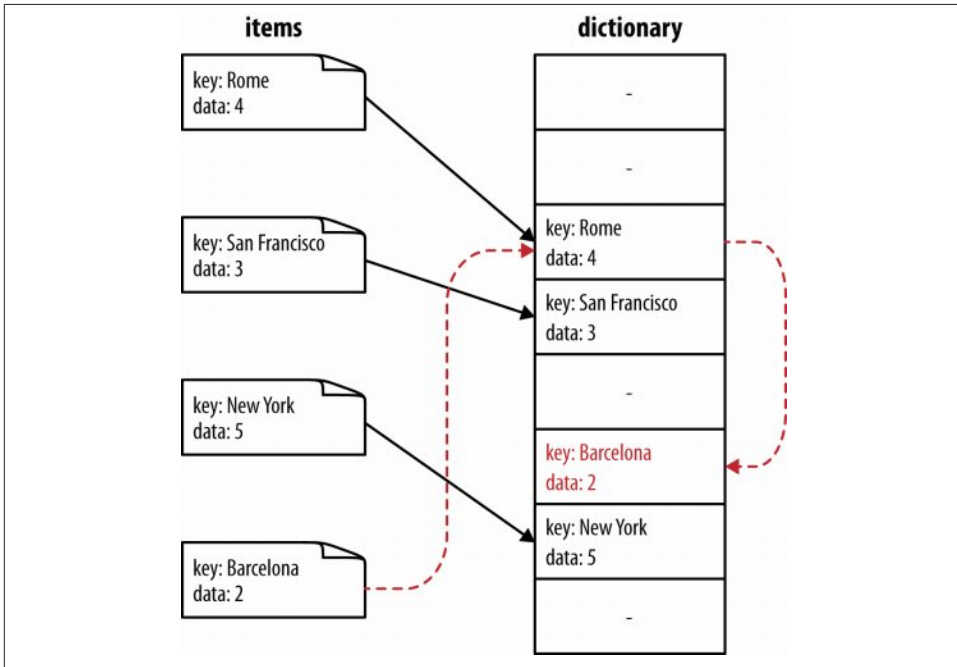 items
key: Rome
data: 4
key: San Francisco
data: 3
key: New York
data: 5
key: Barcelona
data: 2
dictionary
-
-
key: Rome
data: 4
key: San Francisco
data: 3
-
key: Barcelona
data: 2
key: New York
data: 5
-